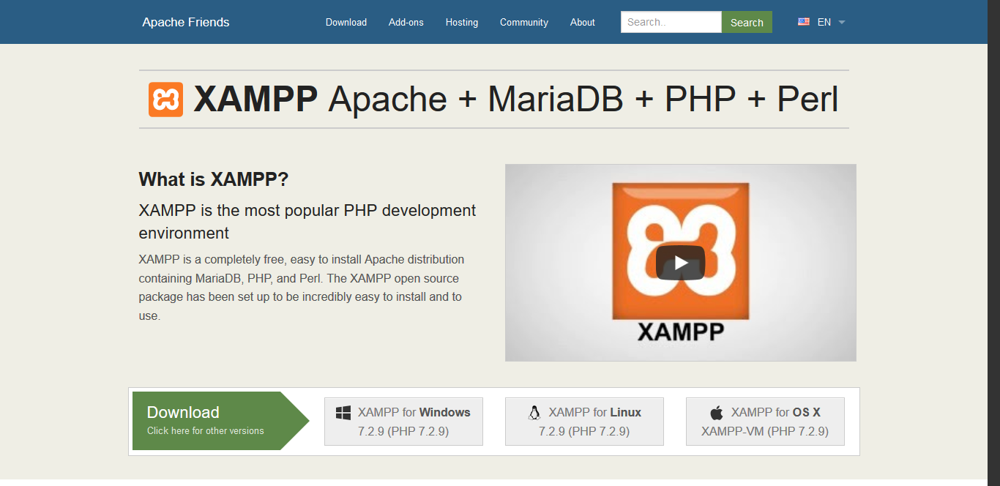 Apache Friends
Download
Add-ons
Hosting
Community
About
Search..
Search
EN
XAMPP Apache + MariaDB + PHP + Perl
What is XAMPP?
XAMPP is the most popular PHP development
environment
XAMPP is a completely free, easy to install Apache distribution
containing MariaDB, PHP, and Perl. The XAMPP open source
package has been set up to be incredibly easy to install and to
use.
XAMPP
Download
Click here for other versions
XAMPP for Windows
7.2.9 (PHP 7.2.9)
XAMPP for Linux
7.2.9 (PHP 7.2.9)
XAMPP for OS X
XAMPP-VM (PHP 7.2.9)